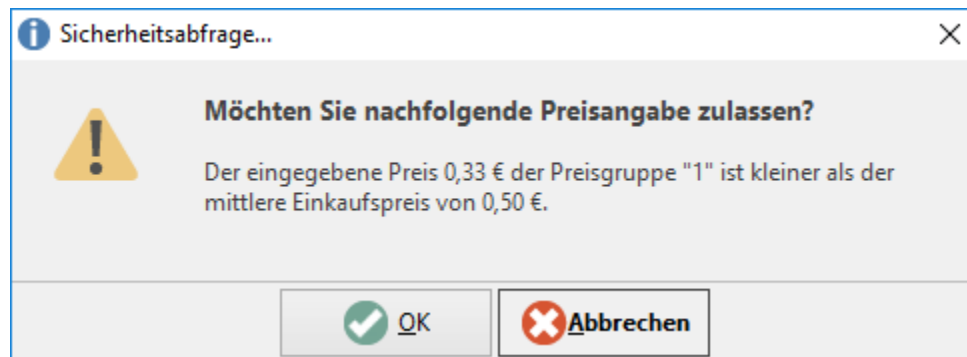 Sicherheitsabfrage...
Möchten Sie nachfolgende Preisangabe zulassen?
Der eingegebene Preis 0,33 € der Preisgruppe "1" ist kleiner als der
mittlere Einkaufspreis von 0,50 €.
OK
Abbrechen